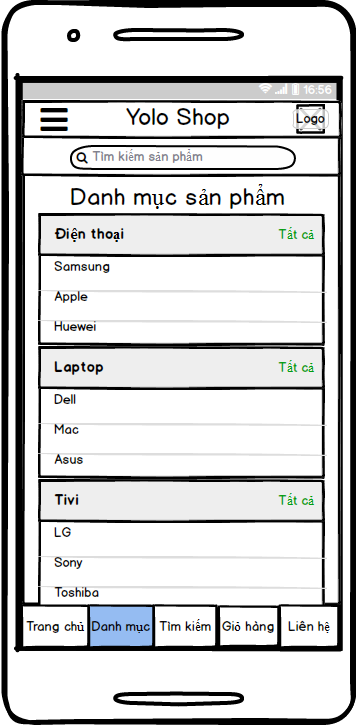 16:56
Yolo Shop
Logo
Tìm kiếm sản phẩm
Danh mục sản phẩm
Điện thoại Tất cả
Samsung
Apple
Huewei
Laptop Tất cả
Dell
Mac
Asus
Tivi Tất cả
LG
Sony
Toshiba
Trang chủ Danh mục Tìm kiếm Giỏ hàng Liên hệ